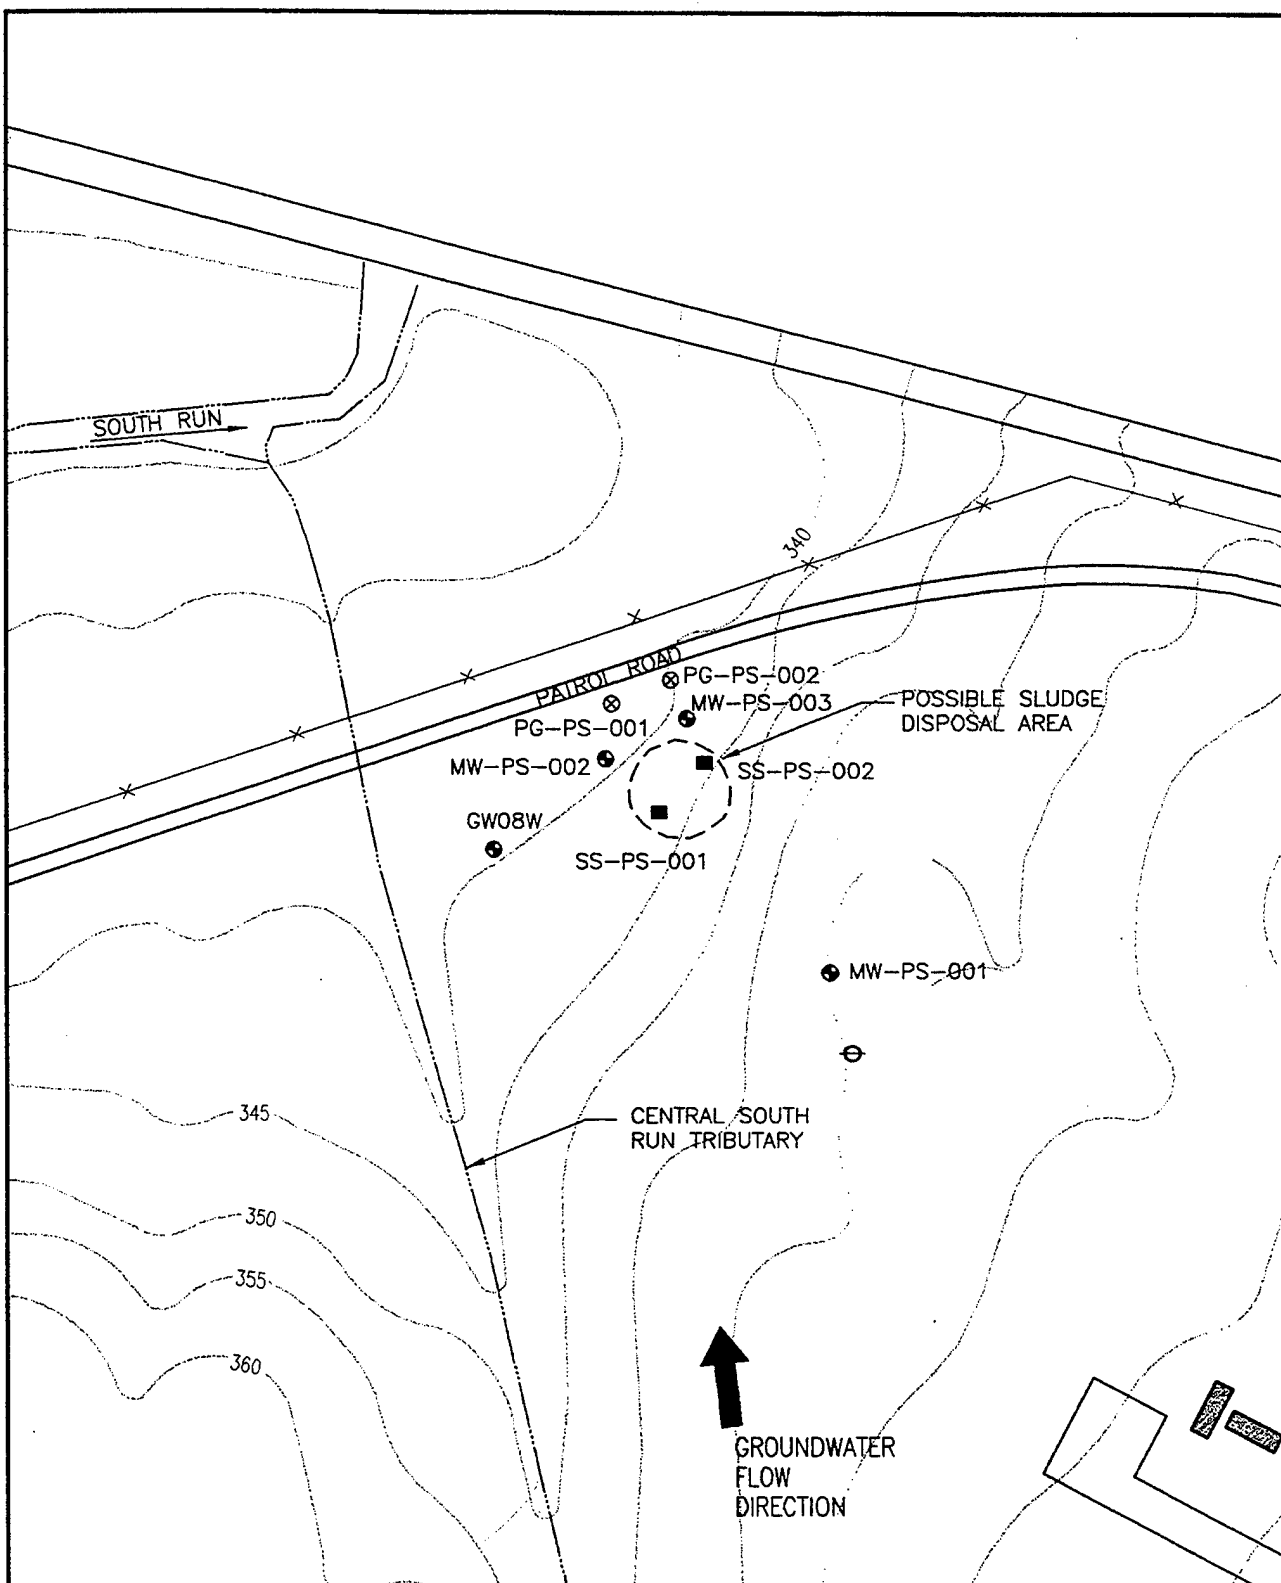 SOUTH RUN
340
PATROL ROAD
PG-PS-002
MW-PS-003
POSSIBLE SLUDGE
DISPOSAL AREA
PG-PS-001
MW-PS-002
SS-PS-002
GW08W
SS-PS-001
MW-PS-001
345
CENTRAL SOUTH
RUN TRIBUTARY
350
355
360
GROUNDWATER
FLOW
DIRECTION